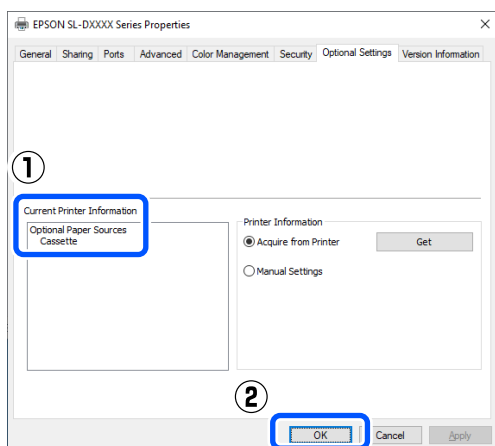 EPSON SL-DXXXX Series Properties
General Sharing Ports Advanced Color Management Security Optional Settings Version Information
①
Current Printer Information
Optional Paper Sources
Cassette
Printer Information
Acquire from Printer
Get
Manual Settings
②
OK
Cancel
Apply